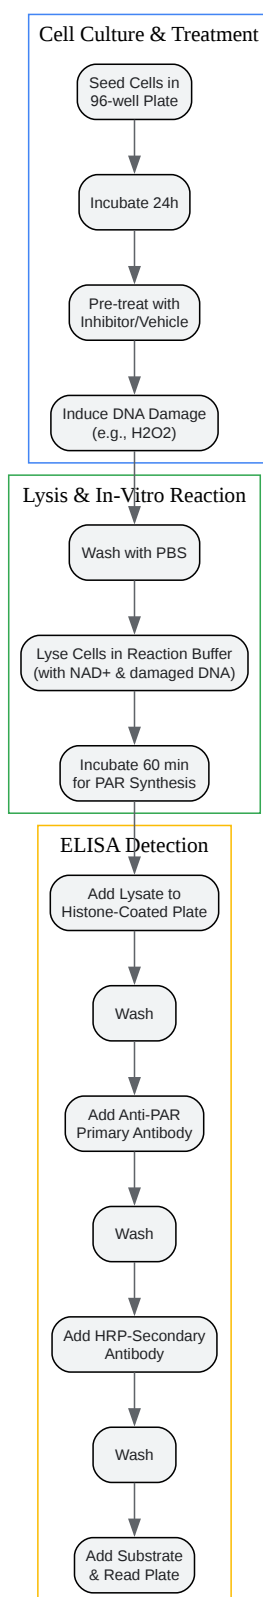 Cell Culture & Treatment
Seed Cells in
96-well Plate
Incubate 24h
Pre-treat with
Inhibitor/Vehicle
Induce DNA Damage
(e.g., H2O2)
Lysis & In-Vitro Reaction
Wash with PBS
Lyse Cells in Reaction Buffer
(with NAD+ & damaged DNA)
Incubate 60 min
for PAR Synthesis
ELISA Detection
Add Lysate to
Histone-Coated Plate
Wash
Add Anti-PAR
Primary Antibody
Wash
Add HRP-Secondary
Antibody
Wash
Add Substrate
& Read Plate